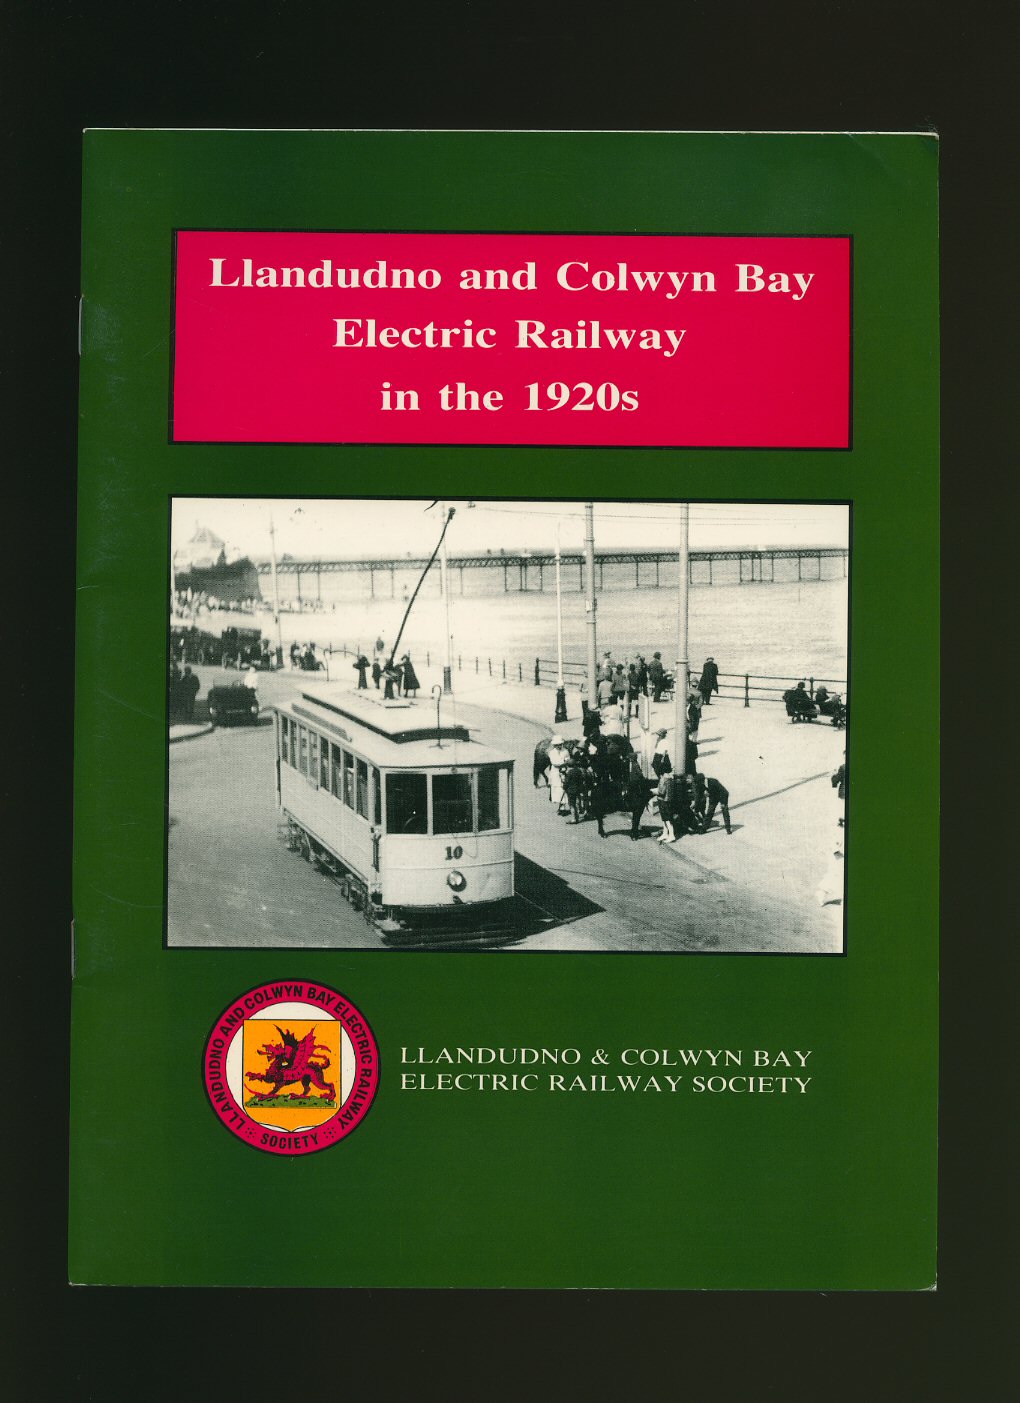 Llandudno and Colwyn Bay
Electric Railway
in the 1920s
10
LLANDUDNO AND COLWYN BAY ELECTRIC RAILWAY
SOCIETY
LLANDUDNO & COLWYN BAY
ELECTRIC RAILWAY SOCIETY